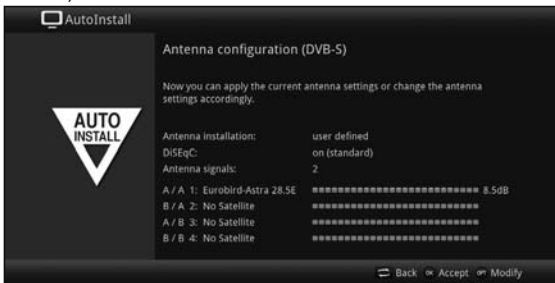 AutoInstall
Antenna configuration (DVB-S)
Now you can apply the current antenna settings or change the antenna
settings accordingly.
AUTO
INSTALL
Antenna installation: user defined
DiSEqC: on (standard)
Antenna signals: 2
A / A 1: Eurobird-Astra 28.5E 8.5dB
B / A 2: No Satellite
A / B 3: No Satellite
B / B 4: No Satellite
Back OK Accept Modify